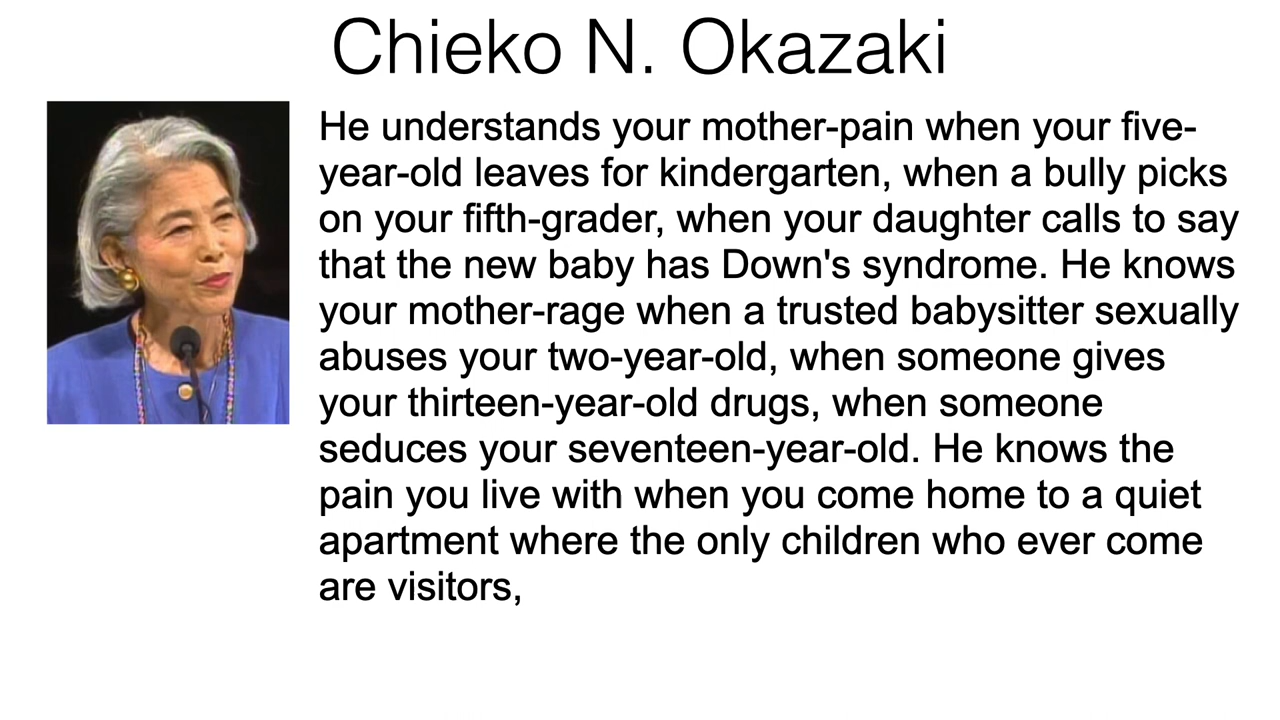 Chieko N. Okazaki
He understands your mother-pain when your five-
year-old leaves for kindergarten, when a bully picks
on your fifth-grader, when your daughter calls to say
that the new baby has Down's syndrome. He knows
your mother-rage when a trusted babysitter sexually
abuses your two-year-old, when someone gives
your thirteen-year-old drugs, when someone
seduces your seventeen-year-old. He knows the
pain you live with when you come home to a quiet
apartment where the only children who ever come
are visitors,